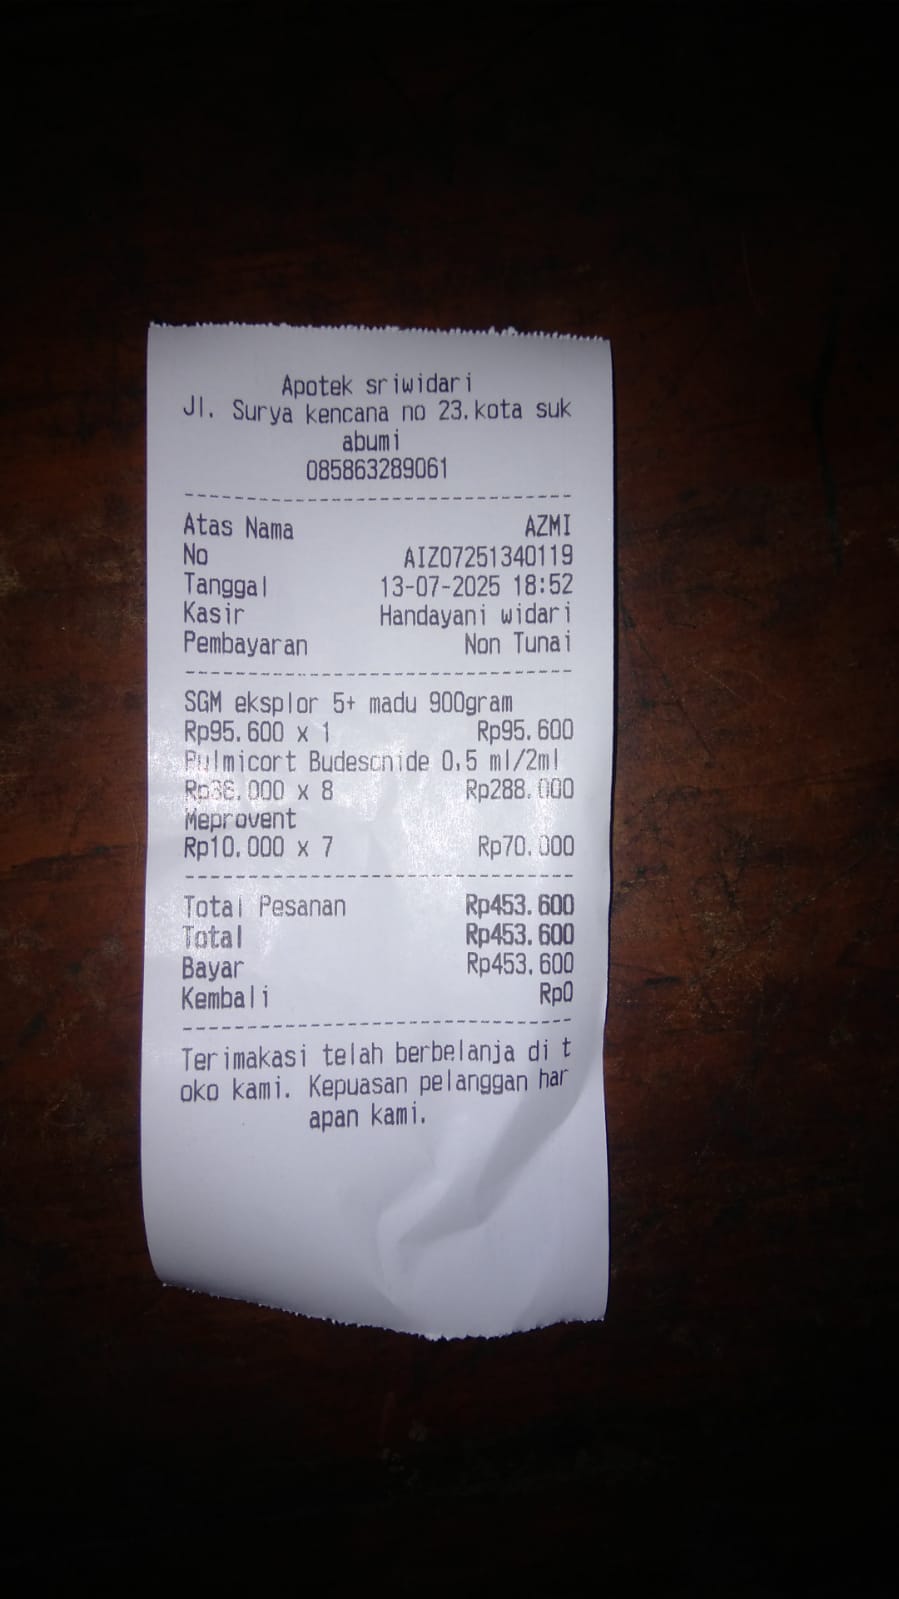 Apotek sriwidari
Jl. Surya kencana no 23.kota suk
abumi
085863289061
--------------------------------
Atas Nama AZMI
No AIZ07251340119
Tanggal 13-07-2025 18:52
Kasir Handayani widari
Pembayaran Non Tunai
--------------------------------
SGM eksplor 5+ madu 900gram
Rp95.600 x 1 Rp95.600
Pulmicort Budesonide 0,5 ml/2ml
Rp36.000 x 8 Rp288.000
Meprovent
Rp10.000 x 7 Rp70.000
--------------------------------
Total Pesanan Rp453.600
Total Rp453.600
Bayar Rp453.600
Kembali Rp0
--------------------------------
Terimakasi telah berbelanja di t
oko kami. Kepuasan pelanggan har
apan kami.